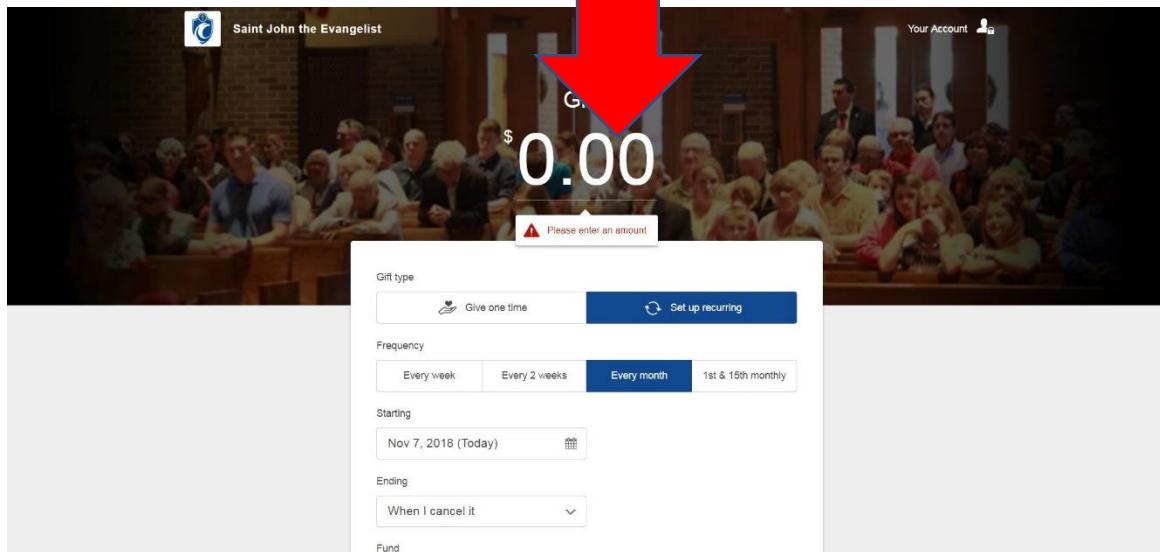 Saint John the Evangelist
Your Account
$0.00
Please enter an amount
Gift type
Give one time
Set up recurring
Frequency
Every week
Every 2 weeks
Every month
1st & 15th monthly
Starting
Nov 7, 2018 (Today)
Ending
When I cancel it
Fund